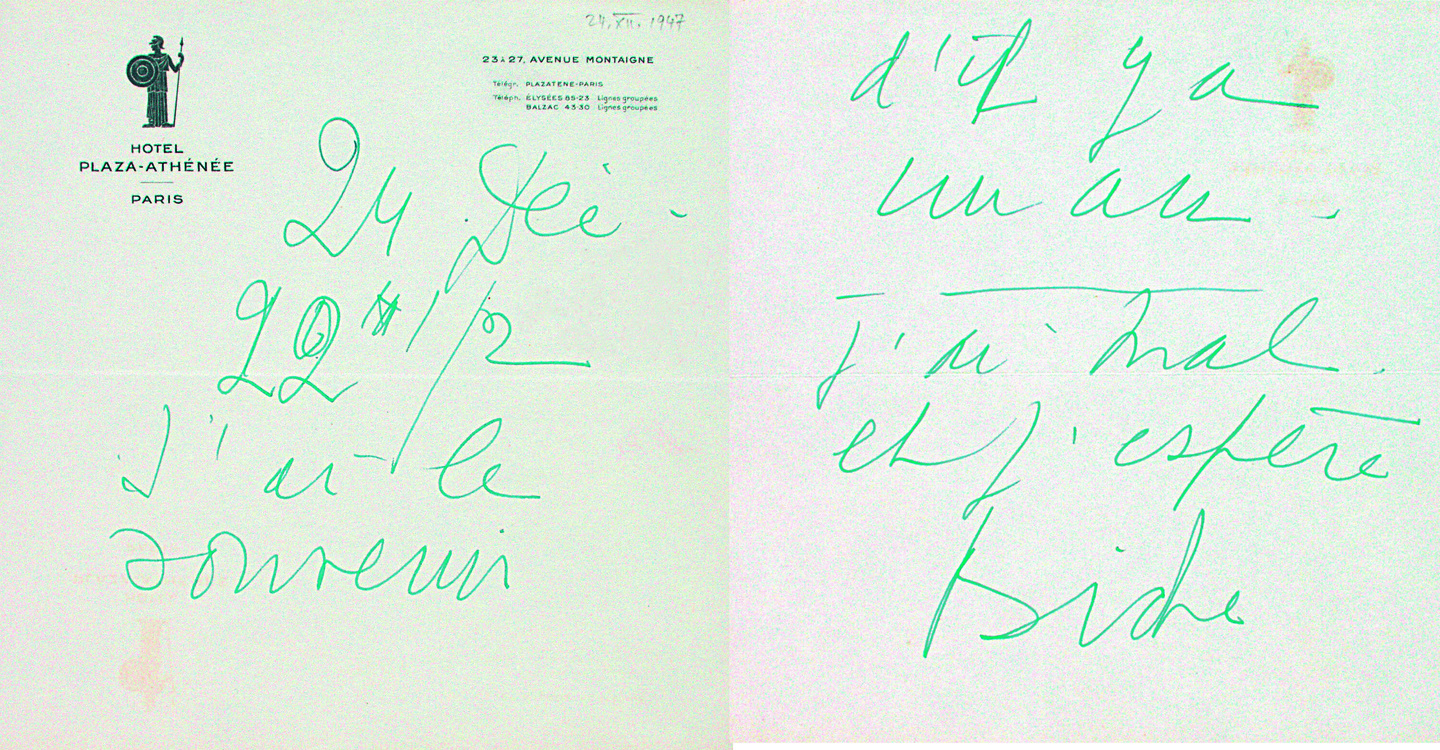 24.XII.1947
HOTEL
PLAZA-ATHÉNÉE
PARIS
23 À 27, AVENUE MONTAIGNE
Télégr. PLAZATENE-PARIS
Téléph. ÉLYSÉES 85-23 Lignes groupées
BALZAC 43-30 Lignes groupées
24 Déc -
22 H 1/2
J'ai le
souvenir
d'il y a
un an -
J'ai mal.
et j'espère
Biche